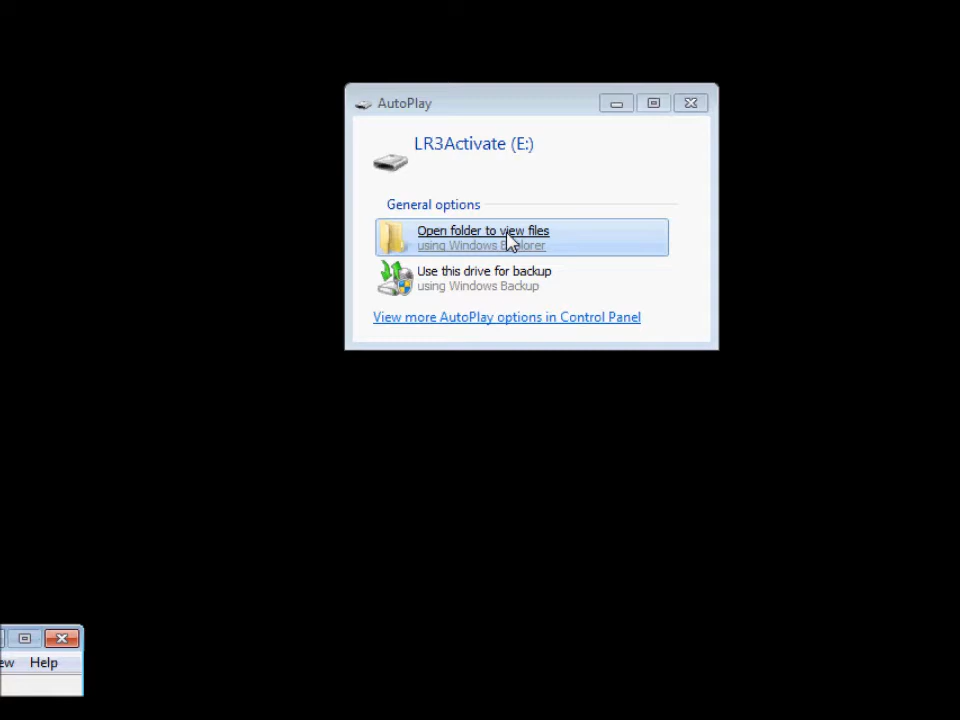 AutoPlay
LR3Activate (E:)
General options
Open folder to view files
using Windows Explorer
Use this drive for backup
using Windows Backup
View more AutoPlay options in Control Panel
ew Help